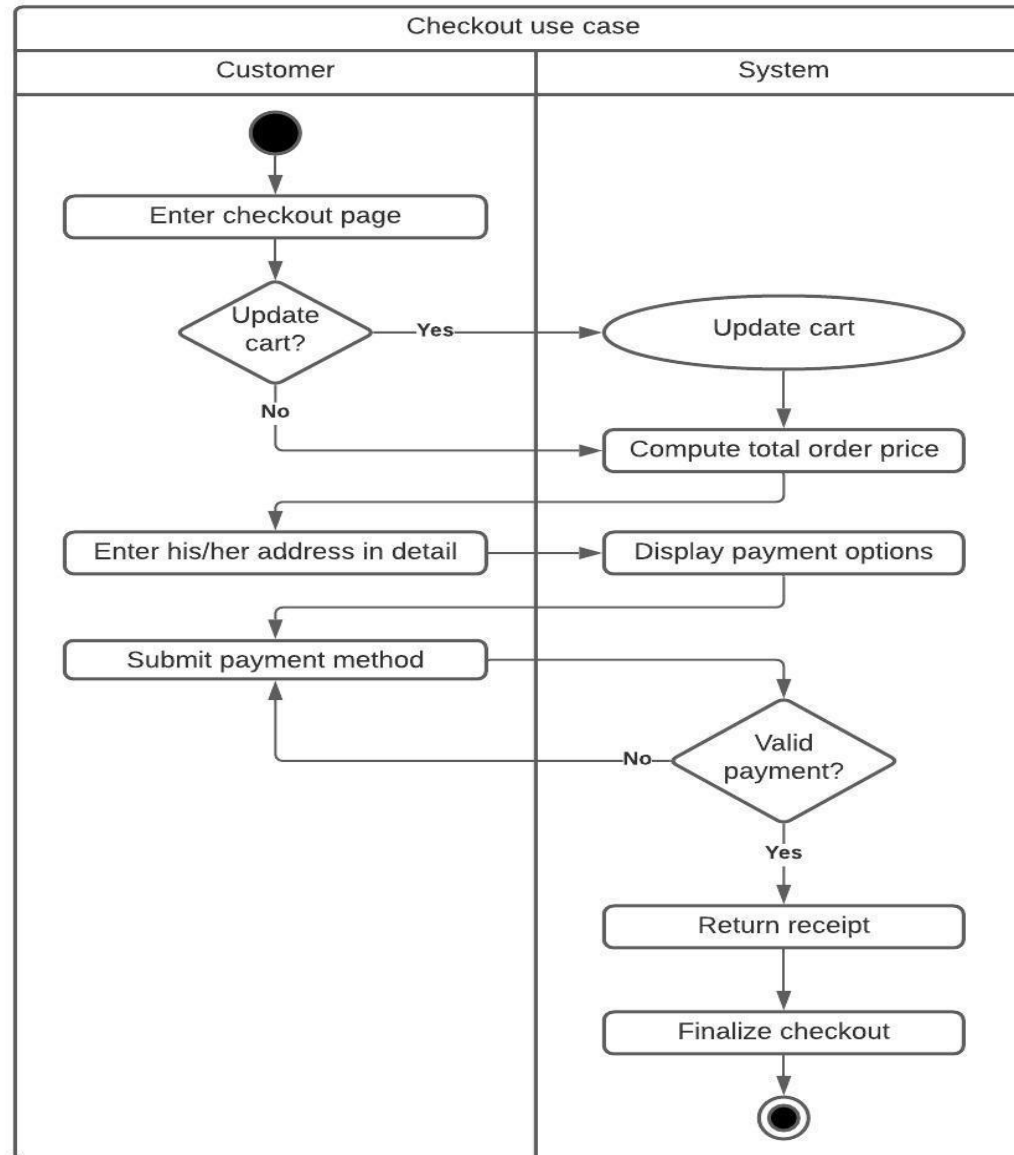 Checkout use case
Customer
System
Enter checkout page
Update
cart?
Yes
Update cart
No
Compute total order price
Enter his/her address in detail
Display payment options
Submit payment method
Valid
payment?
No
Yes
Return receipt
Finalize checkout